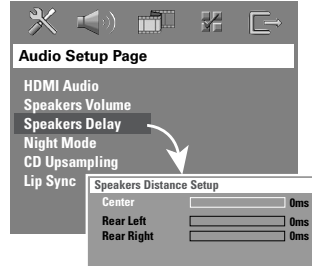 Audio Setup Page
HDMI Audio
Speakers Volume
Speakers Delay
Night Mode
CD Upsampling
Lip Sync
Speakers Distance Setup
Center 0ms
Rear Left 0ms
Rear Right 0ms